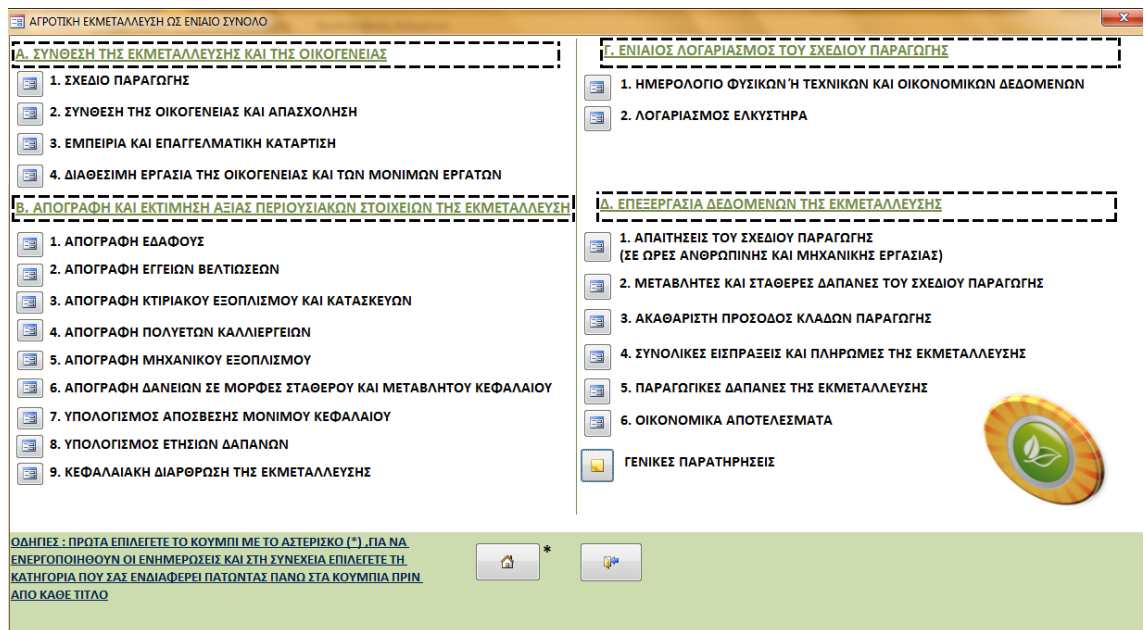 ΑΓΡΟΤΙΚΗ ΕΚΜΕΤΑΛΛΕΥΣΗ ΩΣ ΕΝΙΑΙΟ ΣΥΝΟΛΟ
Α. ΣΥΝΘΕΣΗ ΤΗΣ ΕΚΜΕΤΑΛΛΕΥΣΗΣ ΚΑΙ ΤΗΣ ΟΙΚΟΓΕΝΕΙΑΣ
1. ΣΧΕΔΙΟ ΠΑΡΑΓΩΓΗΣ
2. ΣΥΝΘΕΣΗ ΤΗΣ ΟΙΚΟΓΕΝΕΙΑΣ ΚΑΙ ΑΠΑΣΧΟΛΗΣΗ
3. ΕΜΠΕΙΡΙΑ ΚΑΙ ΕΠΑΓΓΕΛΜΑΤΙΚΗ ΚΑΤΑΡΤΙΣΗ
4. ΔΙΑΘΕΣΙΜΗ ΕΡΓΑΣΙΑ ΤΗΣ ΟΙΚΟΓΕΝΕΙΑΣ ΚΑΙ ΤΩΝ ΜΟΝΙΜΩΝ ΕΡΓΑΤΩΝ
Β. ΑΠΟΓΡΑΦΗ ΚΑΙ ΕΚΤΙΜΗΣΗ ΑΞΙΑΣ ΠΕΡΙΟΥΣΙΑΚΩΝ ΣΤΟΙΧΕΙΩΝ ΤΗΣ ΕΚΜΕΤΑΛΛΕΥΣΗ
1. ΑΠΟΓΡΑΦΗ ΕΔΑΦΟΥΣ
2. ΑΠΟΓΡΑΦΗ ΕΓΓΕΙΩΝ ΒΕΛΤΙΩΣΕΩΝ
3. ΑΠΟΓΡΑΦΗ ΚΤΙΡΙΑΚΟΥ ΕΞΟΠΛΙΣΜΟΥ ΚΑΙ ΚΑΤΑΣΚΕΥΩΝ
4. ΑΠΟΓΡΑΦΗ ΠΟΛΥΕΤΩΝ ΚΑΛΛΙΕΡΓΕΙΩΝ
5. ΑΠΟΓΡΑΦΗ ΜΗΧΑΝΙΚΟΥ ΕΞΟΠΛΙΣΜΟΥ
6. ΑΠΟΓΡΑΦΗ ΔΑΝΕΙΩΝ ΣΕ ΜΟΡΦΕΣ ΣΤΑΘΕΡΟΥ ΚΑΙ ΜΕΤΑΒΛΗΤΟΥ ΚΕΦΑΛΑΙΟΥ
7. ΥΠΟΛΟΓΙΣΜΟΣ ΑΠΟΣΒΕΣΗΣ ΜΟΝΙΜΟΥ ΚΕΦΑΛΑΙΟΥ
8. ΥΠΟΛΟΓΙΣΜΟΣ ΕΤΗΣΙΩΝ ΔΑΠΑΝΩΝ
9. ΚΕΦΑΛΑΙΑΚΗ ΔΙΑΡΘΡΩΣΗ ΤΗΣ ΕΚΜΕΤΑΛΛΕΥΣΗΣ
Γ. ΕΝΙΑΙΟΣ ΛΟΓΑΡΙΑΣΜΟΣ ΤΟΥ ΣΧΕΔΙΟΥ ΠΑΡΑΓΩΓΗΣ
1. ΗΜΕΡΟΛΟΓΙΟ ΦΥΣΙΚΩΝ Ή ΤΕΧΝΙΚΩΝ ΚΑΙ ΟΙΚΟΝΟΜΙΚΩΝ ΔΕΔΟΜΕΝΩΝ
2. ΛΟΓΑΡΙΑΣΜΟΣ ΕΛΚΥΣΤΗΡΑ
Δ. ΕΠΕΞΕΡΓΑΣΙΑ ΔΕΔΟΜΕΝΩΝ ΤΗΣ ΕΚΜΕΤΑΛΛΕΥΣΗΣ
1. ΑΠΑΙΤΗΣΕΙΣ ΤΟΥ ΣΧΕΔΙΟΥ ΠΑΡΑΓΩΓΗΣ
(ΣΕ ΩΡΕΣ ΑΝΘΡΩΠΙΝΗΣ ΚΑΙ ΜΗΧΑΝΙΚΗΣ ΕΡΓΑΣΙΑΣ)
2. ΜΕΤΑΒΛΗΤΕΣ ΚΑΙ ΣΤΑΘΕΡΕΣ ΔΑΠΑΝΕΣ ΤΟΥ ΣΧΕΔΙΟΥ ΠΑΡΑΓΩΓΗΣ
3. ΑΚΑΘΑΡΙΣΤΗ ΠΡΟΣΟΔΟΣ ΚΛΑΔΩΝ ΠΑΡΑΓΩΓΗΣ
4. ΣΥΝΟΛΙΚΕΣ ΕΙΣΠΡΑΞΕΙΣ ΚΑΙ ΠΛΗΡΩΜΕΣ ΤΗΣ ΕΚΜΕΤΑΛΛΕΥΣΗΣ
5. ΠΑΡΑΓΩΓΙΚΕΣ ΔΑΠΑΝΕΣ ΤΗΣ ΕΚΜΕΤΑΛΛΕΥΣΗΣ
6. ΟΙΚΟΝΟΜΙΚΑ ΑΠΟΤΕΛΕΣΜΑΤΑ
ΓΕΝΙΚΕΣ ΠΑΡΑΤΗΡΗΣΕΙΣ
ΟΔΗΓΙΕΣ : ΠΡΩΤΑ ΕΠΙΛΕΓΕΤΕ ΤΟ ΚΟΥΜΠΙ ΜΕ ΤΟ ΑΣΤΕΡΙΣΚΟ (*) ,ΓΙΑ ΝΑ
ΕΝΕΡΓΟΠΟΙΗΘΟΥΝ ΟΙ ΕΝΗΜΕΡΩΣΕΙΣ ΚΑΙ ΣΤΗ ΣΥΝΕΧΕΙΑ ΕΠΙΛΕΓΕΤΕ ΤΗ
ΚΑΤΗΓΟΡΙΑ ΠΟΥ ΣΑΣ ΕΝΔΙΑΦΕΡΕΙ ΠΑΤΩΝΤΑΣ ΠΑΝΩ ΣΤΑ ΚΟΥΜΠΙΑ ΠΡΙΝ
ΑΠΟ ΚΑΘΕ ΤΙΤΛΟ
*